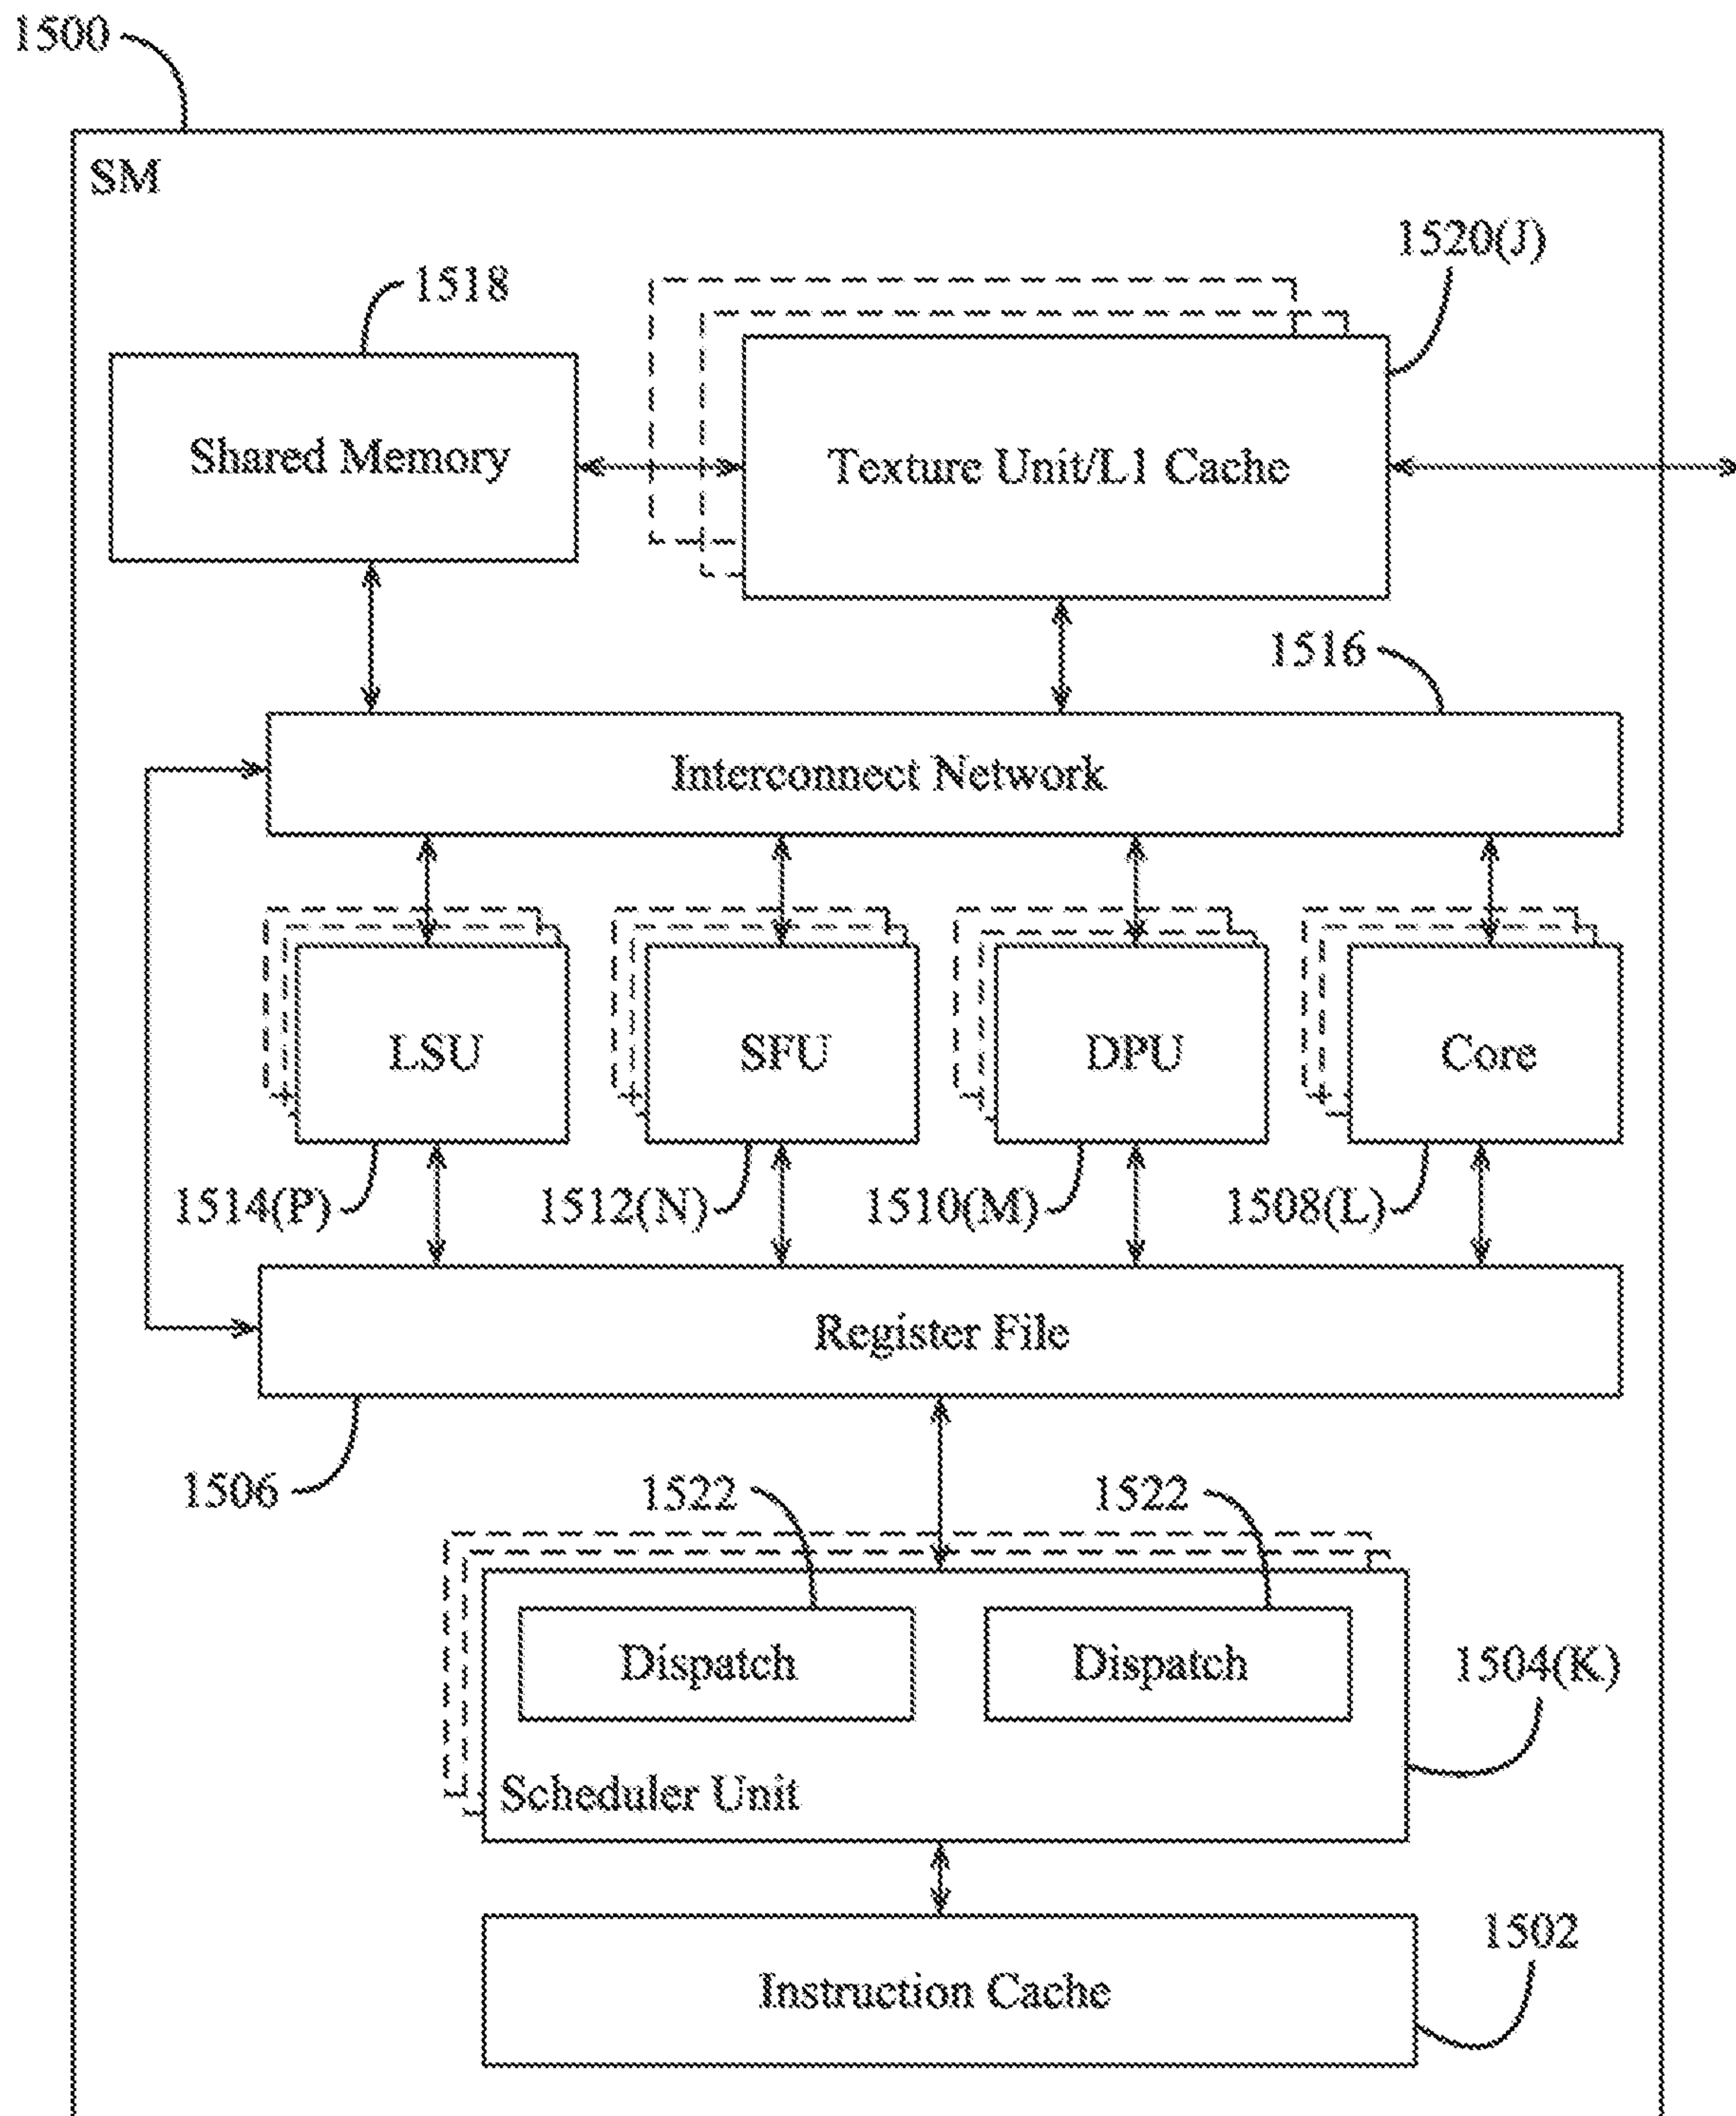 1500
SM
1520(J)
1518
Shared Memory
Texture Unit/L1 Cache
1516
Interconnect Network
LSU
SFU
DPU
Core
1514(P)
1512(N)
1510(M)
1508(L)
Register File
1506
1522
1522
Dispatch
Dispatch
1504(K)
Scheduler Unit
1502
Instruction Cache